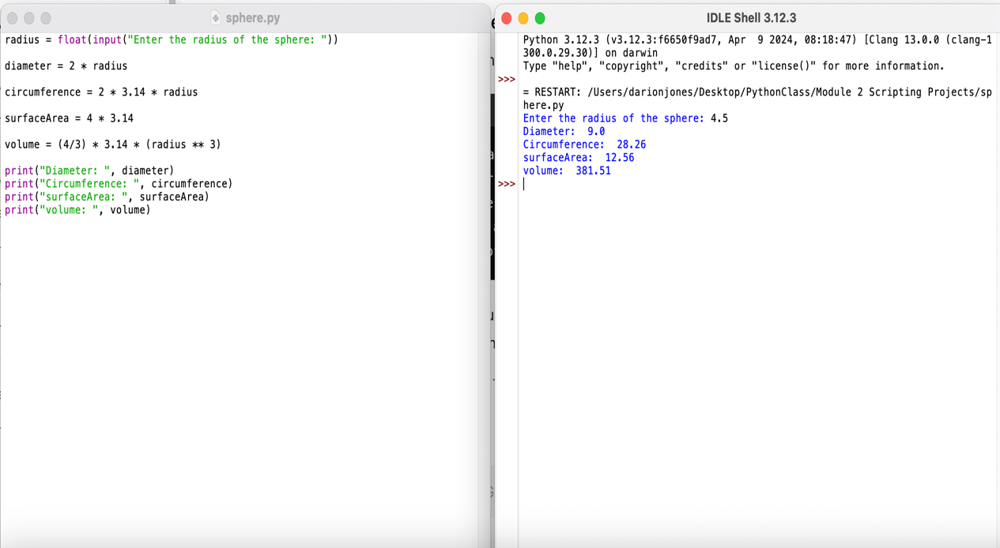 sphere.py
radius = float(input("Enter the radius of the sphere: "))
diameter = 2 * radius
circumference = 2 * 3.14 * radius
surfaceArea = 4 * 3.14
volume = (4/3) * 3.14 * (radius ** 3)
print("Diameter: ", diameter)
print("Circumference: ", circumference)
print("surfaceArea: ", surfaceArea)
print("volume: ", volume)
IDLE Shell 3.12.3
Python 3.12.3 (v3.12.3:f6650f9ad7, Apr  9 2024, 08:18:47) [Clang 13.0.0 (clang-1
300.0.29.30)] on darwin
Type "help", "copyright", "credits" or "license()" for more information.
>>>
= RESTART: /Users/darionjones/Desktop/PythonClass/Module 2 Scripting Projects/sp
here.py
Enter the radius of the sphere: 4.5
Diameter:  9.0
Circumference:  28.26
surfaceArea:  12.56
volume:  381.51
>>>